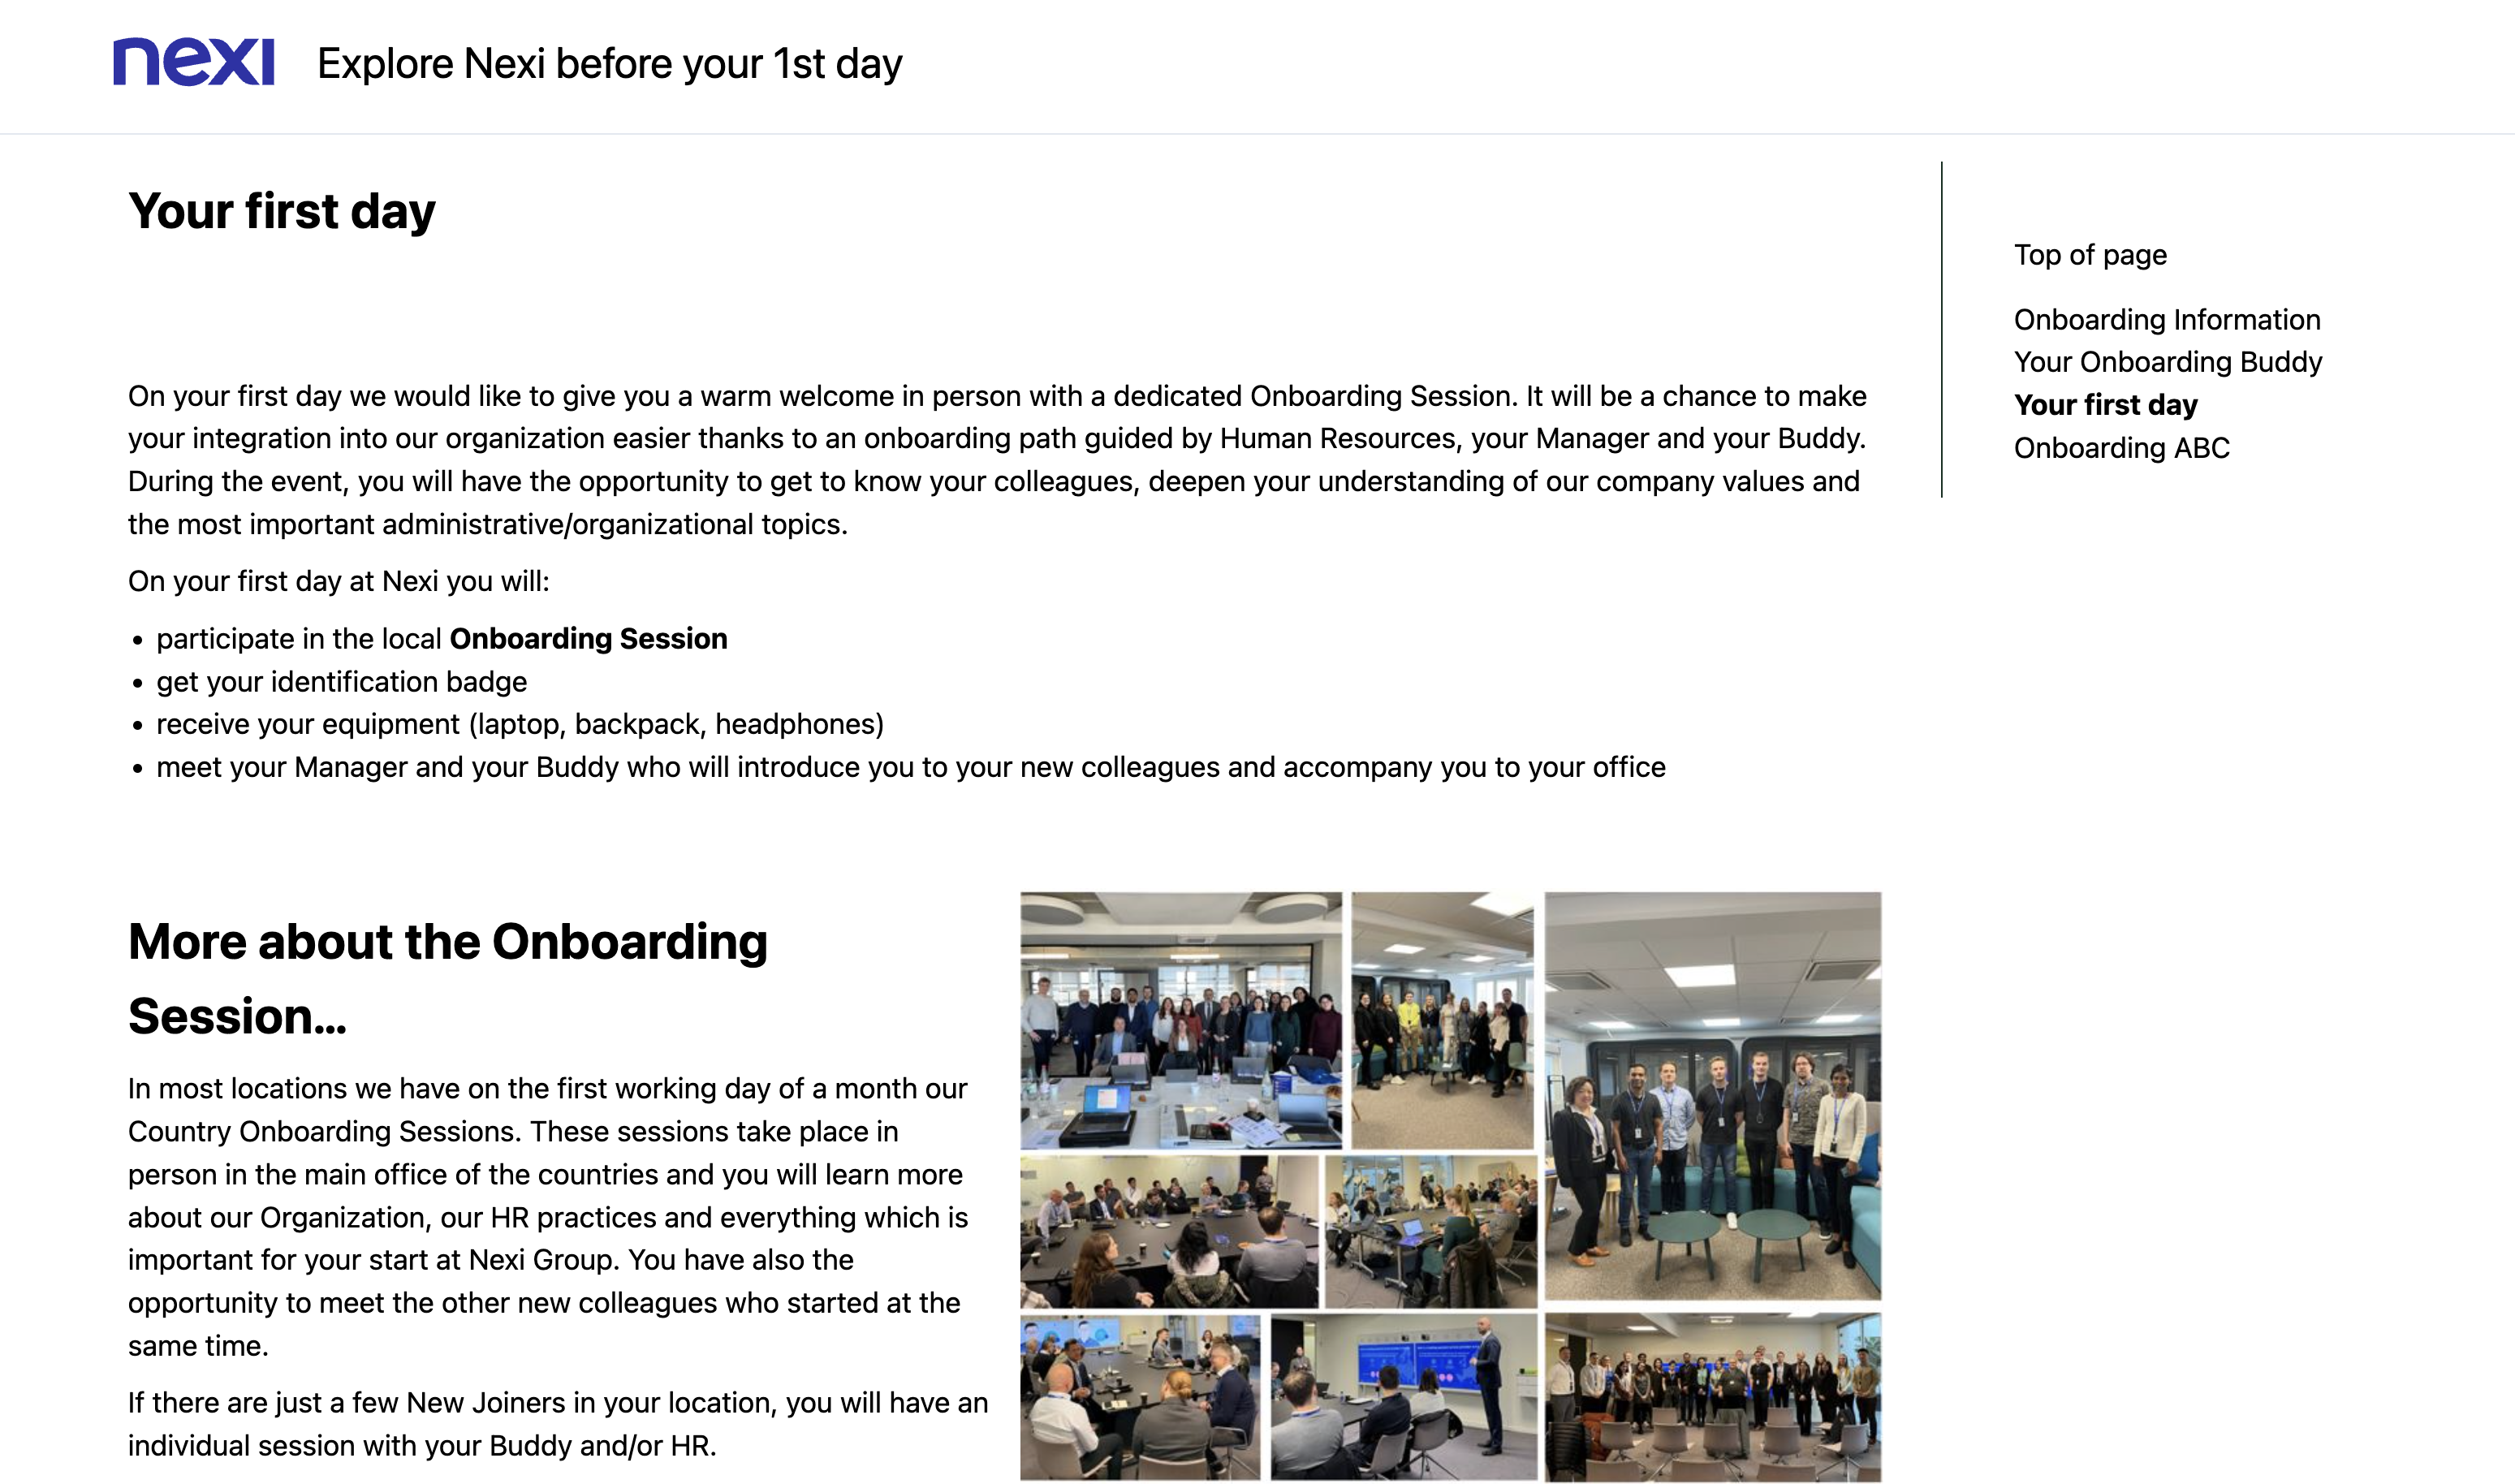 nexi
Explore Nexi before your 1st day
Your first day
On your first day we would like to give you a warm welcome in person with a dedicated Onboarding Session. It will be a chance to make
your integration into our organization easier thanks to an onboarding path guided by Human Resources, your Manager and your Buddy.
During the event, you will have the opportunity to get to know your colleagues, deepen your understanding of our company values and
the most important administrative/organizational topics.
On your first day at Nexi you will:
• participate in the local Onboarding Session
• get your identification badge
• receive your equipment (laptop, backpack, headphones)
• meet your Manager and your Buddy who will introduce you to your new colleagues and accompany you to your office
More about the Onboarding
Session...
In most locations we have on the first working day of a month our
Country Onboarding Sessions. These sessions take place in
person in the main office of the countries and you will learn more
about our Organization, our HR practices and everything which is
important for your start at Nexi Group. You have also the
opportunity to meet the other new colleagues who started at the
same time.
If there are just a few New Joiners in your location, you will have an
individual session with your Buddy and/or HR.
Top of page
Onboarding Information
Your Onboarding Buddy
Your first day
Onboarding ABC